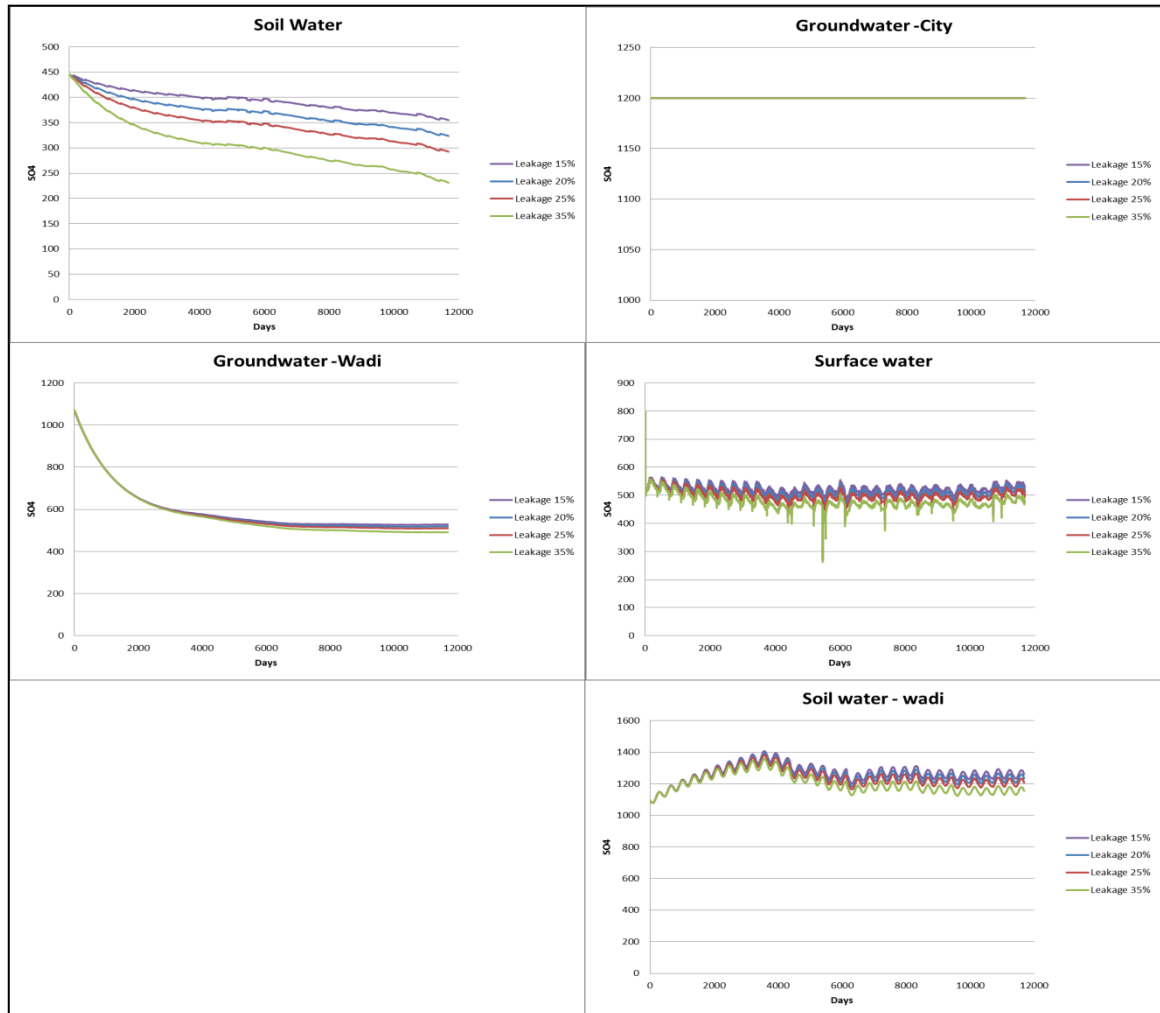 Soil Water
500
450
400
350
300
250
200
150
100
50
0
SO4
0 2000 4000 6000 8000 10000 12000
Days
Leakage 15%
Leakage 20%
Leakage 25%
Leakage 35%
Groundwater -City
1250
1200
1150
1100
1050
1000
SO4
0 2000 4000 6000 8000 10000 12000
Days
Leakage 15%
Leakage 20%
Leakage 25%
Leakage 35%
Groundwater -Wadi
1200
1000
800
600
400
200
0
SO4
0 2000 4000 6000 8000 10000 12000
Days
Leakage 15%
Leakage 20%
Leakage 25%
Leakage 35%
Surface water
900
800
700
600
500
400
300
200
100
0
SO4
0 2000 4000 6000 8000 10000 12000
Days
Leakage 15%
Leakage 20%
Leakage 25%
Leakage 35%
Soil water - wadi
1600
1400
1200
1000
800
600
400
200
0
SO4
0 2000 4000 6000 8000 10000 12000
Days
Leakage 15%
Leakage 20%
Leakage 25%
Leakage 35%